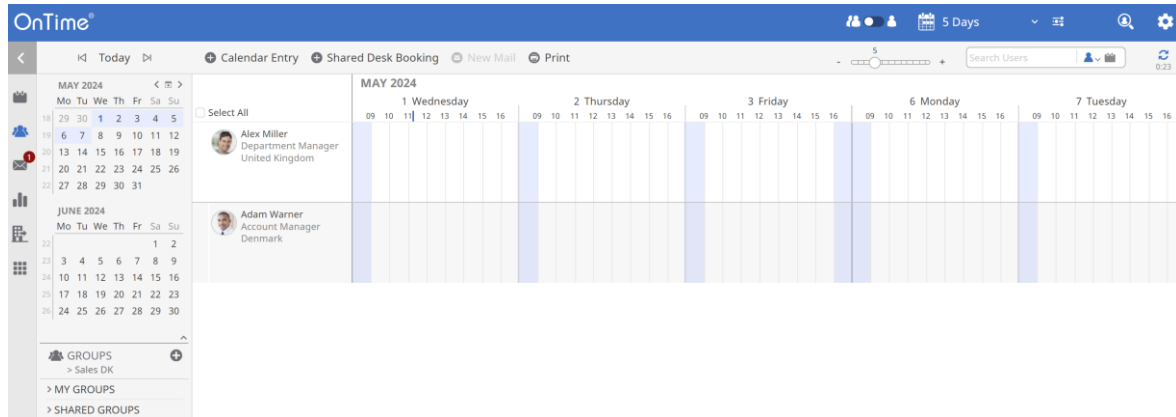 OnTime®
5 Days
Today
Calendar Entry
Shared Desk Booking
New Mail
Print
5
- +
Search Users
0:23
1
MAY 2024
Mo Tu We Th Fr Sa Su
18 29 30 1 2 3 4 5
19 6 7 8 9 10 11 12
20 13 14 15 16 17 18 19
21 20 21 22 23 24 25 26
22 27 28 29 30 31
JUNE 2024
Mo Tu We Th Fr Sa Su
22 1 2
23 3 4 5 6 7 8 9
24 10 11 12 13 14 15 16
25 17 18 19 20 21 22 23
26 24 25 26 27 28 29 30
GROUPS
> Sales DK
> MY GROUPS
> SHARED GROUPS
MAY 2024
1 Wednesday 2 Thursday 3 Friday 6 Monday 7 Tuesday
Select All
09 10 11 12 13 14 15 16 09 10 11 12 13 14 15 16 09 10 11 12 13 14 15 16 09 10 11 12 13 14 15 16 09 10 11 12 13 14 15 16
Alex Miller
Department Manager
United Kingdom
Adam Warner
Account Manager
Denmark